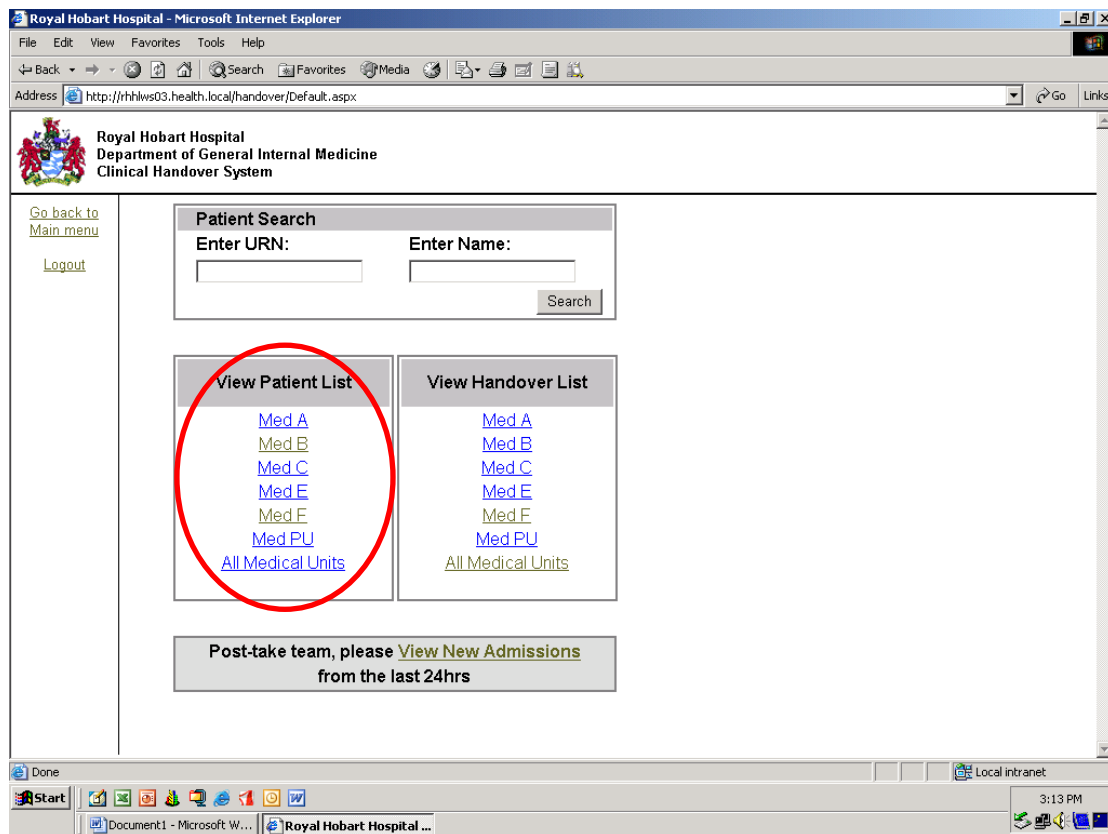 Royal Hobart Hospital - Microsoft Internet Explorer
File Edit View Favorites Tools Help
Back Search Favorites Media
Address http://rhhlws03.health.local/handover/Default.aspx Go Links
Royal Hobart Hospital
Department of General Internal Medicine
Clinical Handover System
Go back to
Main menu
Logout
Patient Search
Enter URN: Enter Name:
Search
View Patient List
Med A
Med B
Med C
Med E
Med F
Med PU
All Medical Units
View Handover List
Med A
Med B
Med C
Med E
Med F
Med PU
All Medical Units
Post-take team, please View New Admissions
from the last 24hrs
Done Local intranet
Start 3:13 PM
Document1 - Microsoft W... Royal Hobart Hospital ...